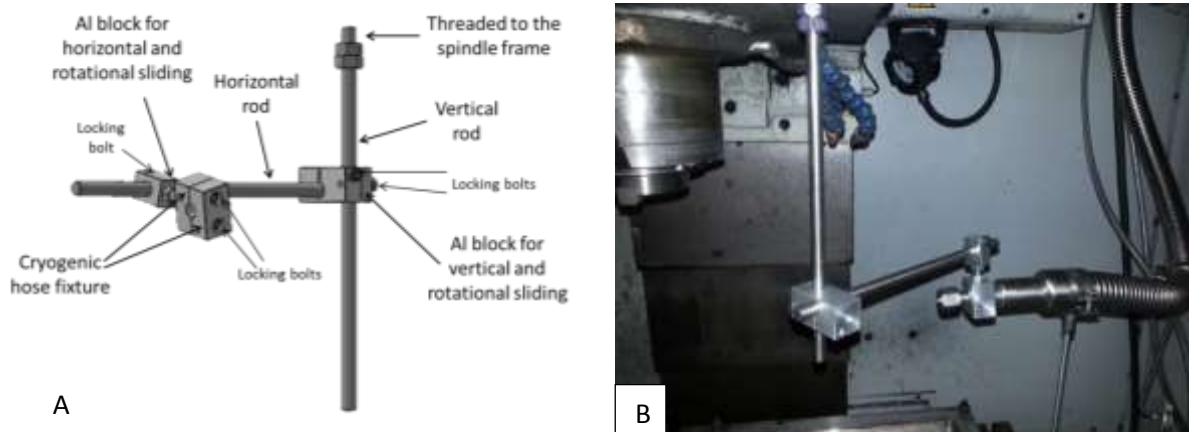 Al block for
horizontal and
rotational sliding
Locking
bolt
Horizontal
rod
Threaded to the
spindle frame
Vertical
rod
Locking bolts
Al block for
vertical and
rotational sliding
Cryogenic
hose fixture
Locking bolts
A
B